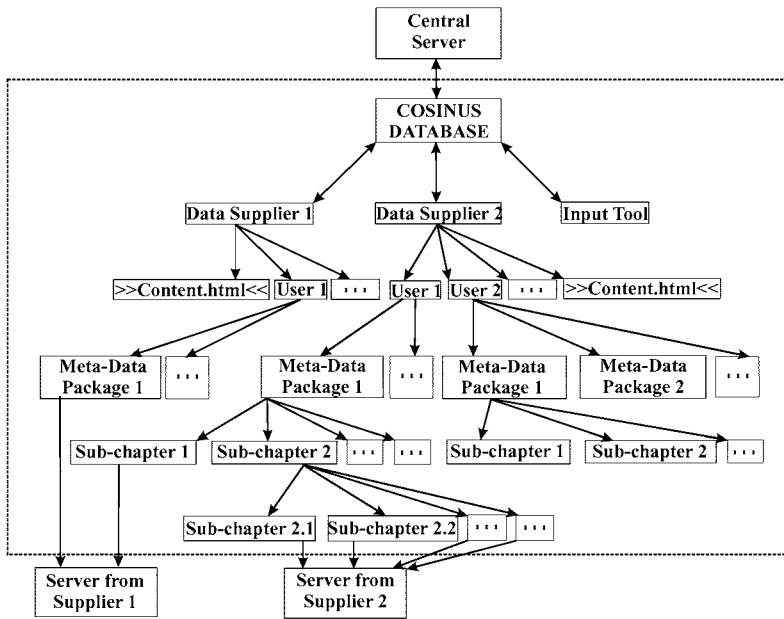 Central
Server
COSINUS
DATABASE
Data Supplier 1
Data Supplier 2
Input Tool
>>Content.html<<
User 1
...
User 1
User 2
...
>>Content.html<<
Meta-Data
Package 1
...
Meta-Data
Package 1
...
Meta-Data
Package 1
Meta-Data
Package 2
...
Sub-chapter 1
Sub-chapter 2
...
...
Sub-chapter 1
Sub-chapter 2
...
Sub-chapter 2.1
Sub-chapter 2.2
...
...
Server from
Supplier 1
Server from
Supplier 2